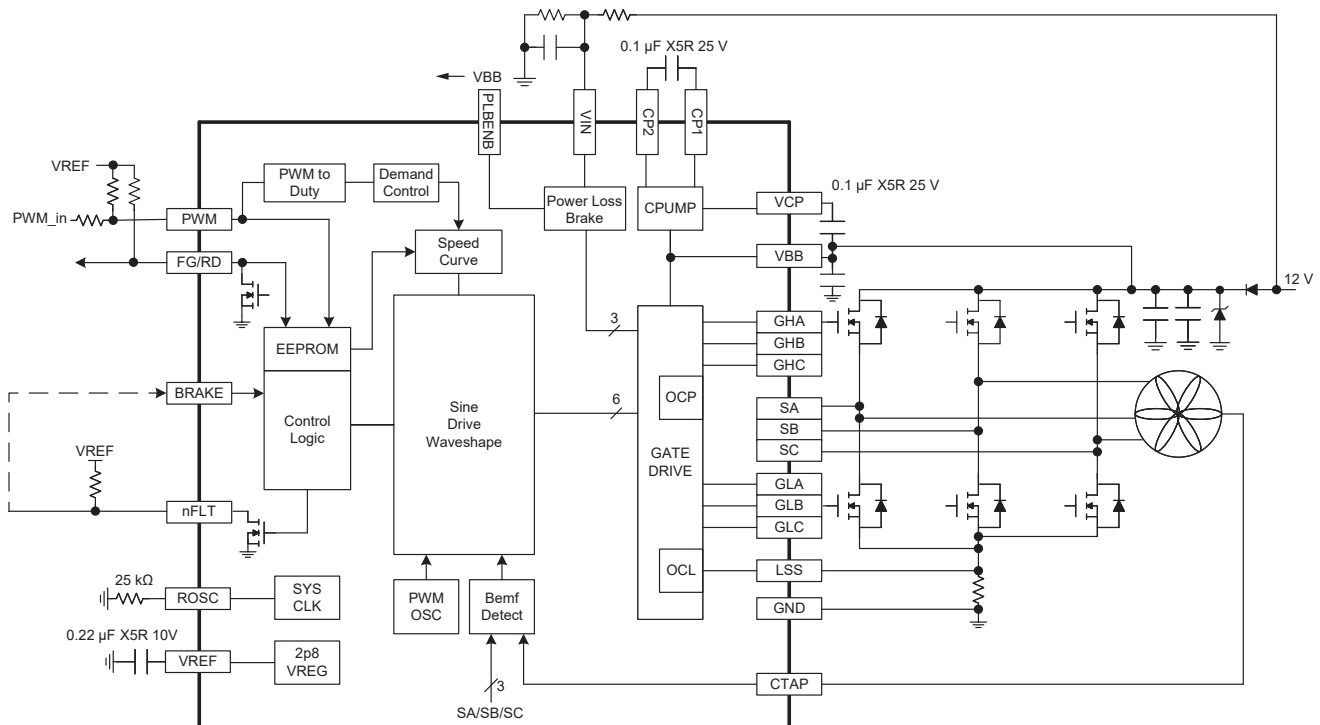 0.1 µF X5R 25 V
VBB
PLBENB
VIN
CP2
CP1
VREF
PWM to
Duty
Demand
Control
Power Loss
Brake
CPUMP
VCP
0.1 µF X5R 25 V
PWM_in
PWM
Speed
Curve
VBB
FG/RD
12 V
3
GHA
GHB
GHC
EEPROM
BRAKE
Control
Logic
Sine
Drive
Waveshape
6
OCP
SA
SB
SC
GATE
DRIVE
VREF
GLA
GLB
GLC
nFLT
OCL
LSS
25 kΩ
ROSC
SYS
CLK
PWM
OSC
Bemf
Detect
GND
0.22 µF X5R 10V
VREF
2p8
VREG
3
CTAP
SA/SB/SC